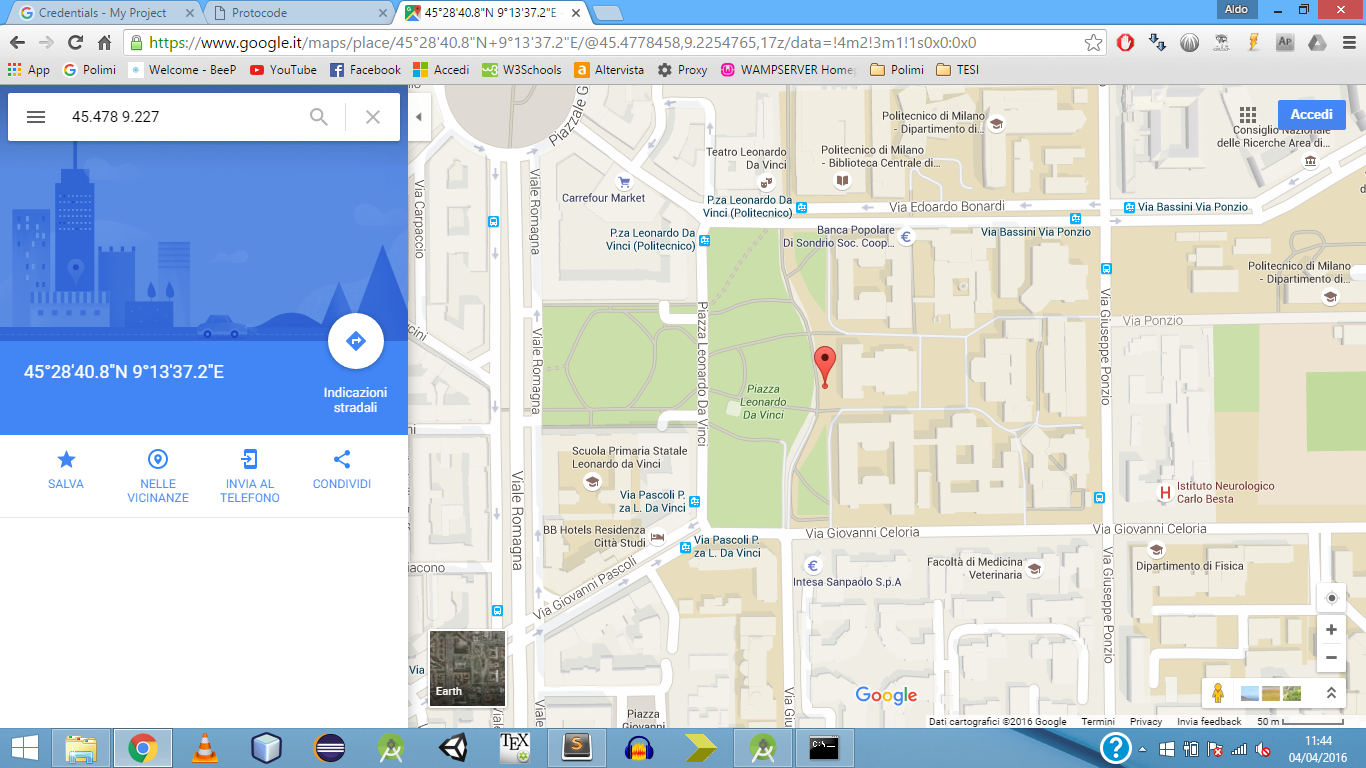 Credentials - My Project
Protocode
45°28'40.8"N 9°13'37.2"E -
Aldo
https://www.google.it/maps/place/45°28'40.8"N+9°13'37.2"E/@45.4778458,9.2254765,17z/data=!4m2!3m1!1s0x0:0x0
App
Polimi
Welcome - BeeP
YouTube
Facebook
Accedi
W3Schools
Altervista
Proxy
WAMPSERVER Home
Polimi
TESI
45.478 9.227
45°28'40.8"N 9°13'37.2"E
Indicazioni
stradali
SALVA
NELLE
VICINANZE
INVIA AL
TELEFONO
CONDIVIDI
Piazzale G
Politecnico di Milano
- Dipartimento di...
Accedi
Consiglio Nazionale
delle Ricerche Area di...
Teatro Leonardo
Da Vinci
Politecnico di Milano
- Biblioteca Centrale di...
Via Carpaccio
Viale Romagna
Carrefour Market
P.za Leonardo Da
Vinci (Politecnico)
Via Edoardo Bonardi
Via Bassini Via Ponzio
P.za Leonardo Da
Vinci (Politecnico)
Banca Popolare
Di Sondrio Soc. Coop...
Via Bassini Via Ponzio
Politecnico di Milano
- Dipartimento di...
Via Giuseppe Ponzio
Via Ponzio
Viale Romagna
Piazza Leonardo Da Vinci
Piazza
Leonardo
Da Vinci
Scuola Primaria Statale
Leonardo da Vinci
Viale Romagna
Via Pascoli P.
za L. Da Vinci
Istituto Neurologico
Carlo Besta
BB Hotels Residenza
Città Studi
Via Pascoli P.
za L. Da Vinci
Via Giovanni Celoria
Via Giovanni Celoria
Intesa Sanpaolo S.p.A
Facoltà di Medicina
Veterinaria
Dipartimento di Fisica
Via Giovanni Pascoli
Via Giuseppe Ponzio
Via
Earth
Piazza
Giovanni
Google
Dati cartografici ©2016 Google
Termini
Privacy
Invia feedback
50 m
11:44
04/04/2016